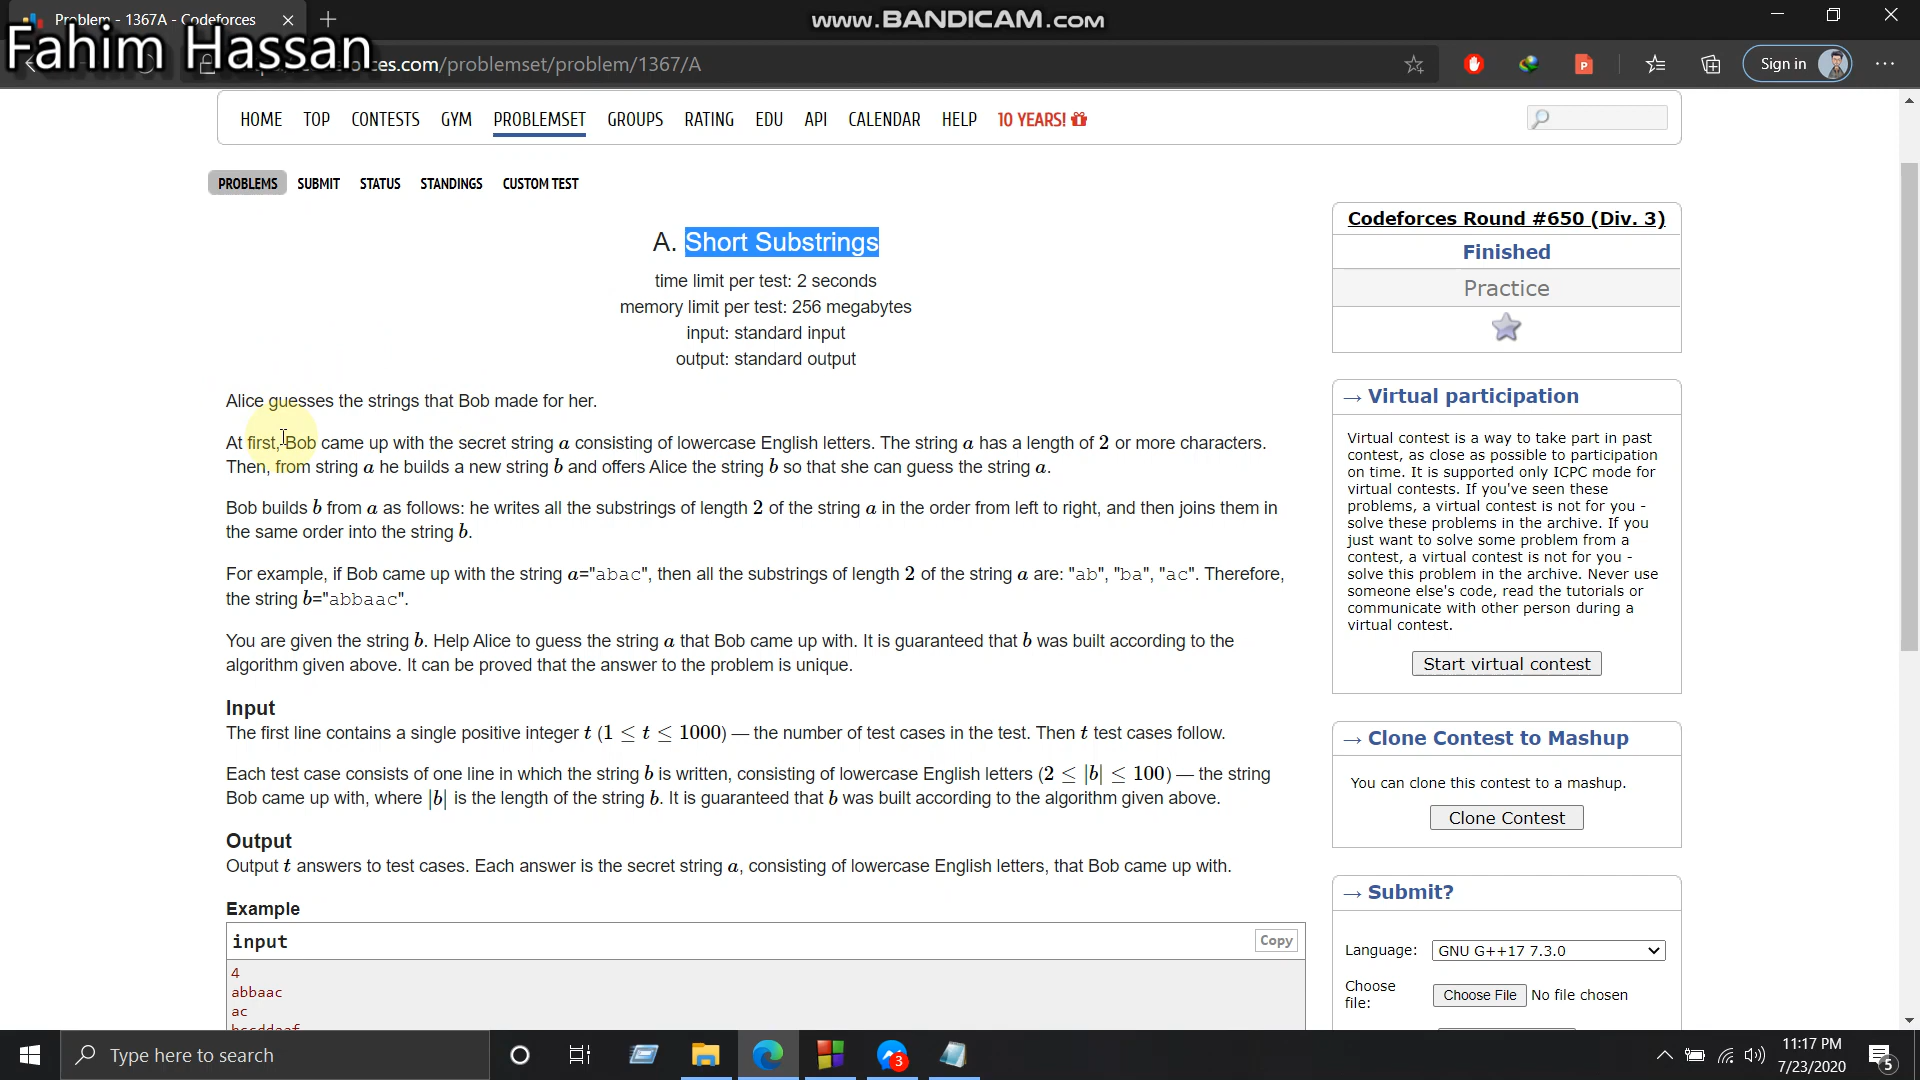 Problem - 1367A - Codeforces
www.BANDICAM.com
Fahim Hassan
ces.com/problemset/problem/1367/A
Sign in
HOME TOP CONTESTS GYM PROBLEMSET GROUPS RATING EDU API CALENDAR HELP 10 YEARS!
PROBLEMS SUBMIT STATUS STANDINGS CUSTOM TEST
A. Short Substrings
time limit per test: 2 seconds
memory limit per test: 256 megabytes
input: standard input
output: standard output
Alice guesses the strings that Bob made for her.
At first, Bob came up with the secret string a consisting of lowercase English letters. The string a has a length of 2 or more characters.
Then, from string a he builds a new string b and offers Alice the string b so that she can guess the string a.
Bob builds b from a as follows: he writes all the substrings of length 2 of the string a in the order from left to right, and then joins them in
the same order into the string b.
For example, if Bob came up with the string a="abac", then all the substrings of length 2 of the string a are: "ab", "ba", "ac". Therefore,
the string b="abbaac".
You are given the string b. Help Alice to guess the string a that Bob came up with. It is guaranteed that b was built according to the
algorithm given above. It can be proved that the answer to the problem is unique.
Input
The first line contains a single positive integer t (1 ≤ t ≤ 1000) — the number of test cases in the test. Then t test cases follow.
Each test case consists of one line in which the string b is written, consisting of lowercase English letters (2 ≤ |b| ≤ 100) — the string
Bob came up with, where |b| is the length of the string b. It is guaranteed that b was built according to the algorithm given above.
Output
Output t answers to test cases. Each answer is the secret string a, consisting of lowercase English letters, that Bob came up with.
Example
input
Copy
4
abbaac
ac
bccddaaf
Codeforces Round #650 (Div. 3)
Finished
Practice
→ Virtual participation
Virtual contest is a way to take part in past
contest, as close as possible to participation
on time. It is supported only ICPC mode for
virtual contests. If you've seen these
problems, a virtual contest is not for you -
solve these problems in the archive. If you
just want to solve some problem from a
contest, a virtual contest is not for you -
solve this problem in the archive. Never use
someone else's code, read the tutorials or
communicate with other person during a
virtual contest.
Start virtual contest
→ Clone Contest to Mashup
You can clone this contest to a mashup.
Clone Contest
→ Submit?
Language: GNU G++17 7.3.0
Choose
file:
Choose File No file chosen
Type here to search
3
11:17 PM
7/23/2020
5